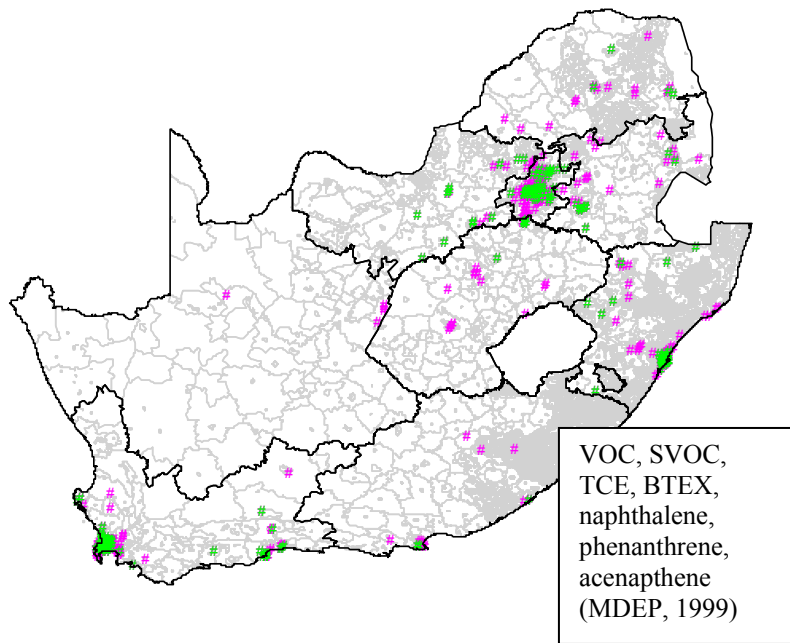 VOC, SVOC,
TCE, BTEX,
naphthalene,
phenanthrene,
acenapthene
(MDEP, 1999)